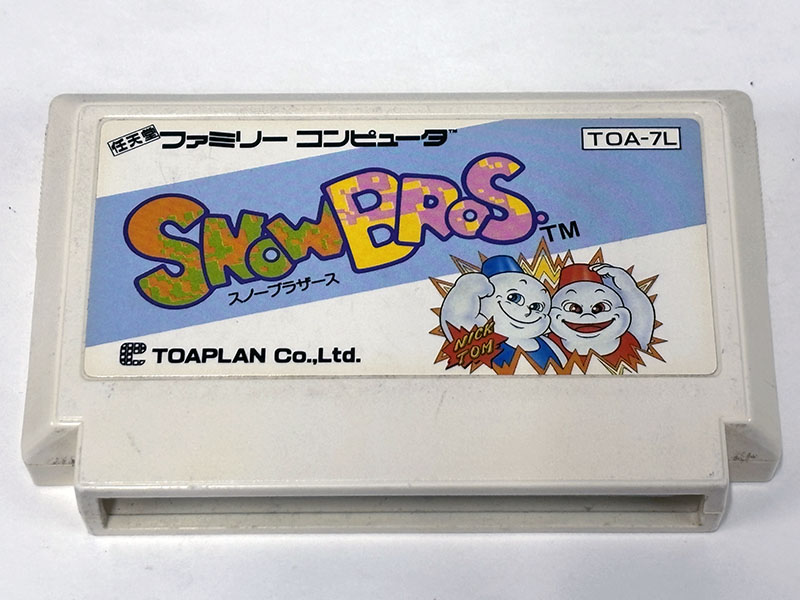 任天堂 ファミリー コンピュータ™
TOA-7L
SNOW BROS.™
スノーブラザース
NICK
TOM
TOAPLAN Co.,Ltd.